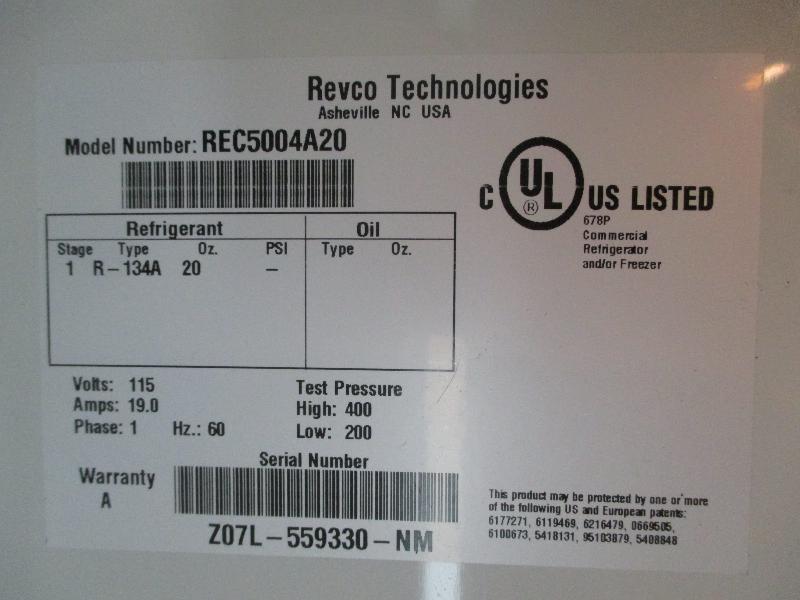 Revco Technologies
Asheville NC USA
Model Number: REC5004A20
C UL ® US LISTED
678P
Commercial
Refrigerator
and/or Freezer
Refrigerant Oil
Stage Type Oz. PSI Type Oz.
1 R-134A 20 –
Volts: 115
Amps: 19.0
Phase: 1 Hz.: 60
Test Pressure
High: 400
Low: 200
Serial Number
Warranty
A
Z07L-559330-NM
This product may be protected by one or more
of the following US and European patents:
6177271, 6119469, 6216479, 0669505,
6100673, 5418131, 95103879, 5408848